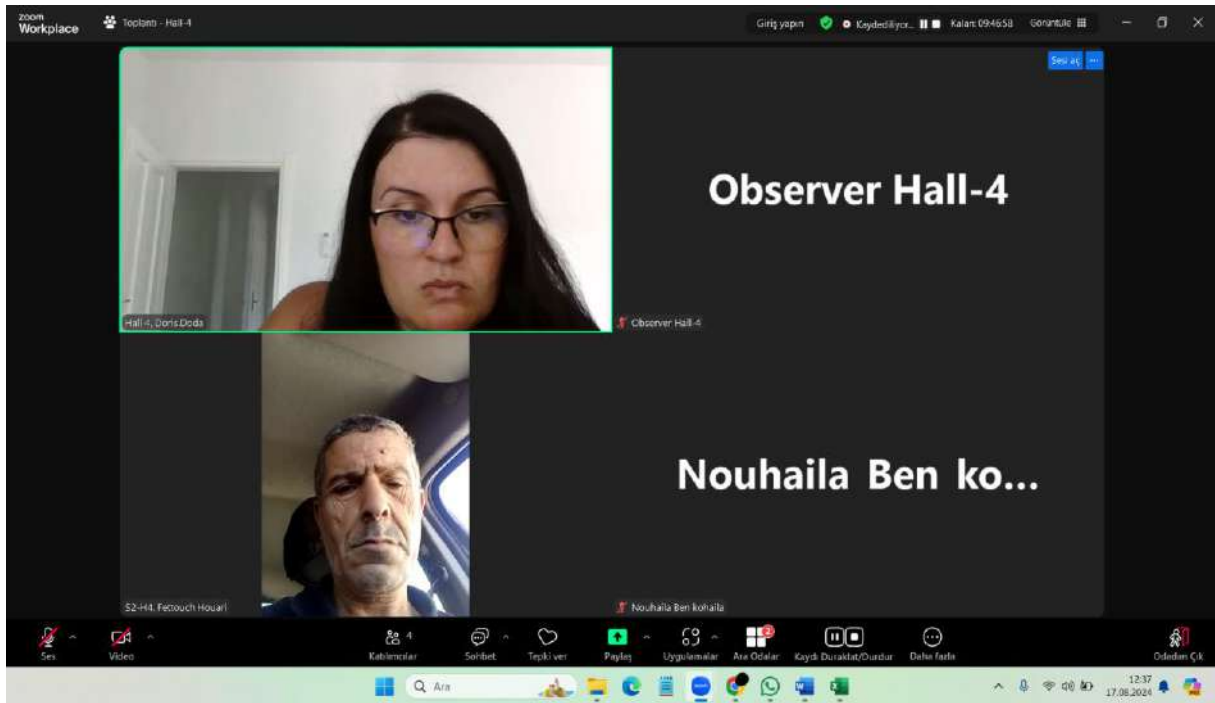 zoom
Workplace
Toplantı - Hall-4
Giriş yapın
Kaydediliyor...
Kalan: 09:46:58
Görüntüle
Sesi aç
Observer Hall-4
Hall 4, Doris Doda
Observer Hall-4
Nouhaila Ben ko...
S2-H4, Fettouch Houari
Nouhaila Ben kohaila
Ses
Video
Katılımcılar
4
Sohbet
Tepki ver
Paylaş
Uygulamalar
Ara Odalar
2
Kaydı Duraklat/Durdur
Daha fazla
Odadan Çık
Ara
12:37
17.08.2024